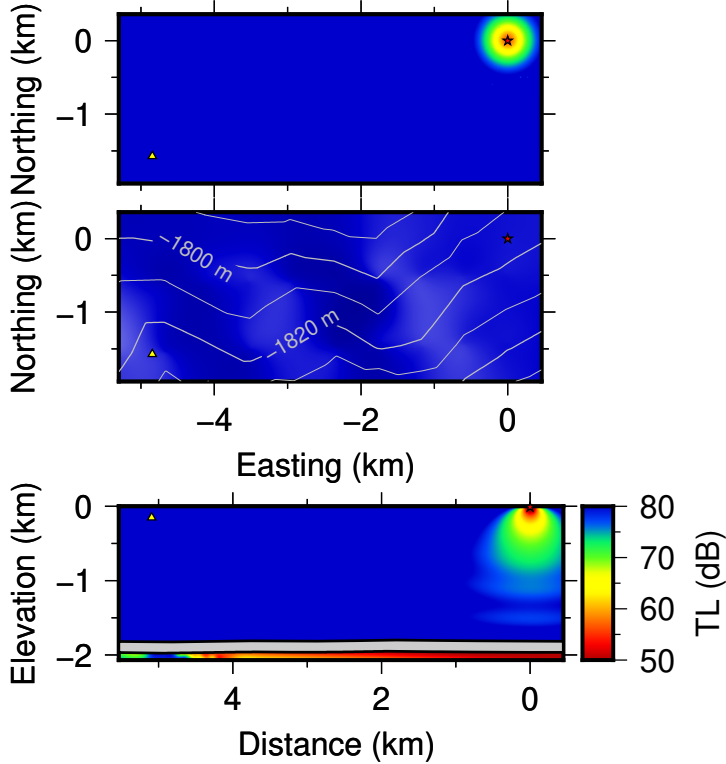 Northing (km)
0
−1
Northing (km)
0
−1
−1800 m
−1820 m
−4
−2
0
Easting (km)
Elevation (km)
0
−1
−2
4
2
0
Distance (km)
80
70
60
50
TL (dB)